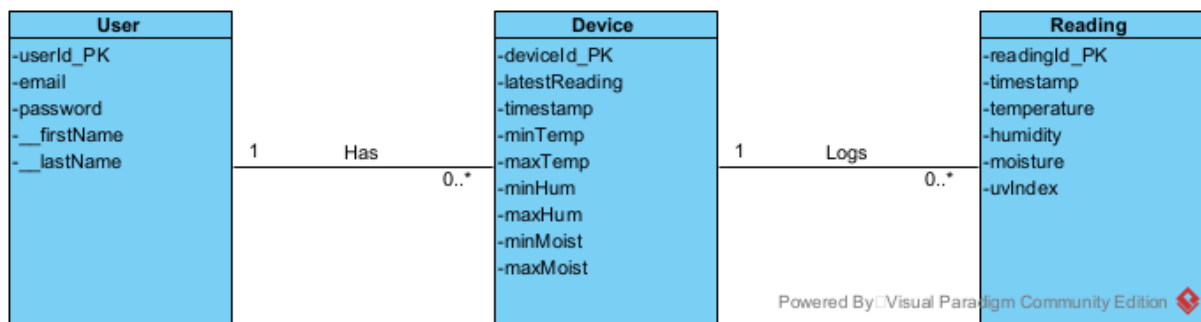 User
-userId_PK
-email
-password
-__firstName
-__lastName
1
Has
0..*
Device
-deviceId_PK
-latestReading
-timestamp
-minTemp
-maxTemp
-minHum
-maxHum
-minMoist
-maxMoist
1
Logs
0..*
Reading
-readingId_PK
-timestamp
-temperature
-humidity
-moisture
-uvIndex
Powered By□Visual Paradigm Community Edition